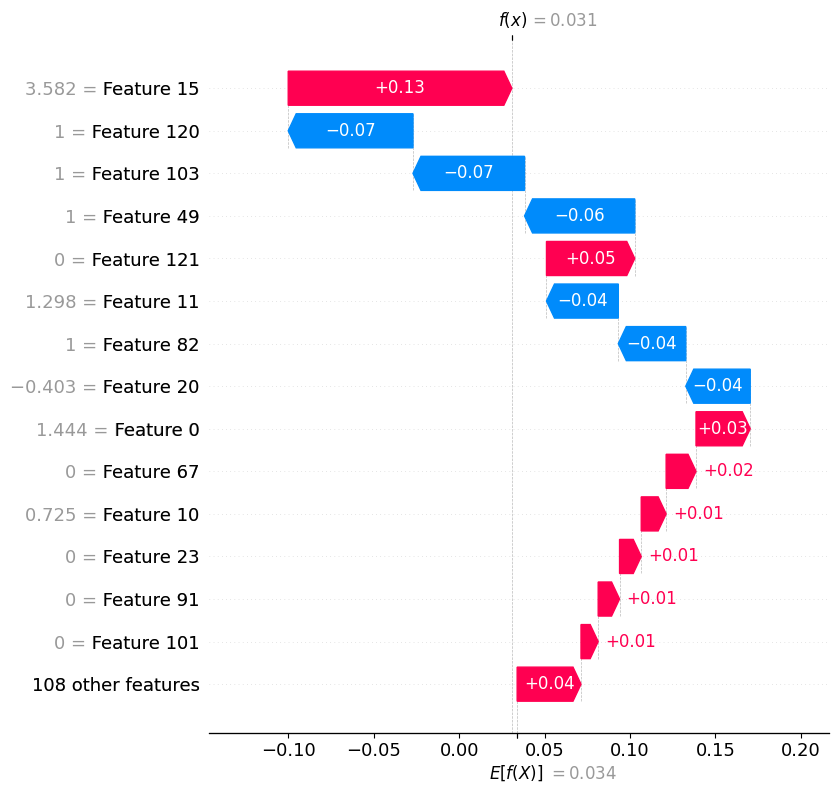 f(x) = 0.031
3.582 = Feature 15
+0.13
1 = Feature 120
−0.07
1 = Feature 103
−0.07
1 = Feature 49
−0.06
0 = Feature 121
+0.05
1.298 = Feature 11
−0.04
1 = Feature 82
−0.04
−0.403 = Feature 20
−0.04
1.444 = Feature 0
+0.03
0 = Feature 67
+0.02
0.725 = Feature 10
+0.01
0 = Feature 23
+0.01
0 = Feature 91
+0.01
0 = Feature 101
+0.01
108 other features
+0.04
−0.10 −0.05 0.00 0.05 0.10 0.15 0.20
E[f(X)] = 0.034